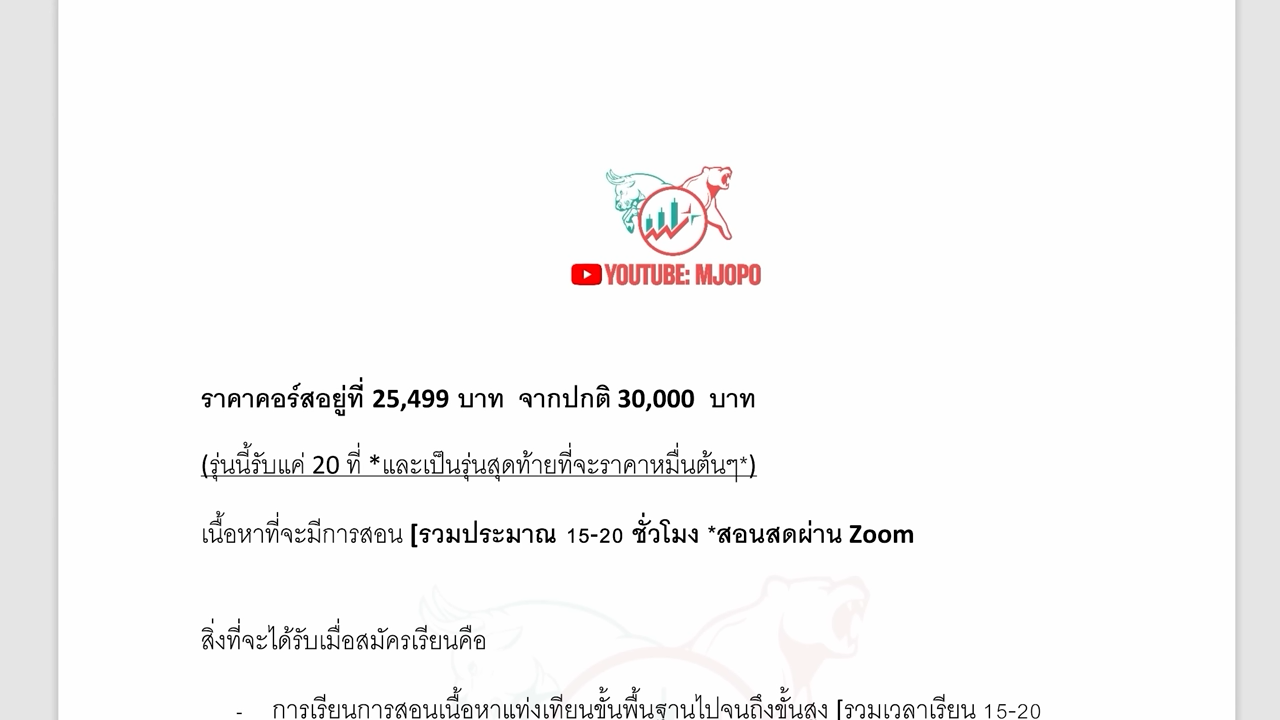 YOUTUBE: MJOPO
ราคาคอร์สอยู่ที่ 25,499 บาท จากปกติ 30,000 บาท
(รุ่นนี้รับแค่ 20 ที่ *และเป็นรุ่นสุดท้ายที่จะราคาหมื่นต้นๆ*)
เนื้อหาที่จะมีการสอน [รวมประมาณ 15-20 ชั่วโมง *สอนสดผ่าน Zoom
สิ่งที่จะได้รับเมื่อสมัครเรียนคือ
- การเรียนการสอนเนื้อหาแท่งเทียนขั้นพื้นฐานไปจนถึงขั้นสูง [รวมเวลาเรียน 15-20